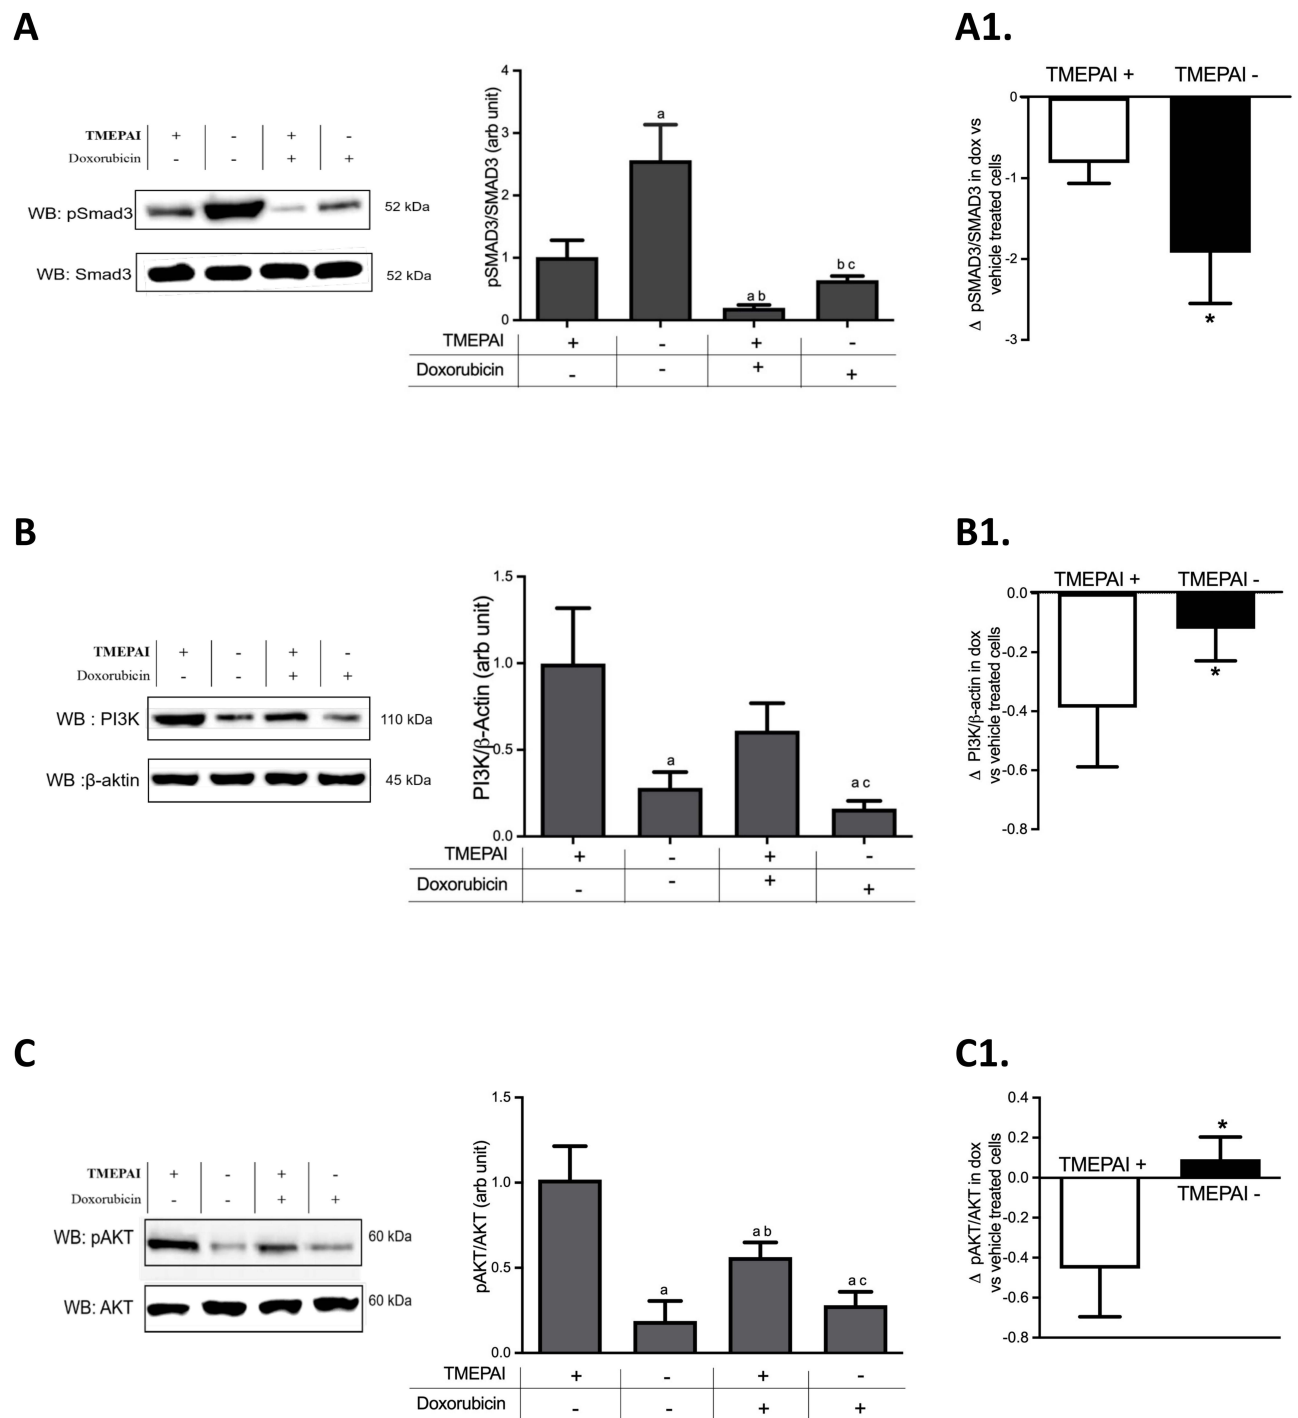 A
TMEPAI + - + -
Doxorubicin - - + +
WB: pSmad3 52 kDa
WB: Smad3 52 kDa
pSMAD3/SMAD3 (arb unit)
4
3
2
1
0
a
a b
b c
TMEPAI + - + -
Doxorubicin - - + +
A1.
TMEPAI + TMEPAI -
Δ pSMAD3/SMAD3 in dox vs
vehicle treated cells
0
-1
-2
-3
*
B
TMEPAI + - + -
Doxorubicin - - + +
WB : PI3K 110 kDa
WB :β-aktin 45 kDa
PI3K/β-Actin (arb unit)
1.5
1.0
0.5
0.0
a
a c
TMEPAI + - + -
Doxorubicin - - + +
B1.
TMEPAI + TMEPAI -
Δ PI3K/β-actin in dox
vs vehicle treated cells
0.0
-0.2
-0.4
-0.6
-0.8
*
C
TMEPAI + - + -
Doxorubicin - - + +
WB: pAKT 60 kDa
WB: AKT 60 kDa
pAKT/AKT (arb unit)
1.5
1.0
0.5
0.0
a
a b
a c
TMEPAI + - + -
Doxorubicin - - + +
C1.
Δ pAKT/AKT in dox
vs vehicle treated cells
0.4
0.2
0.0
-0.2
-0.4
-0.6
-0.8
*
TMEPAI +
TMEPAI -